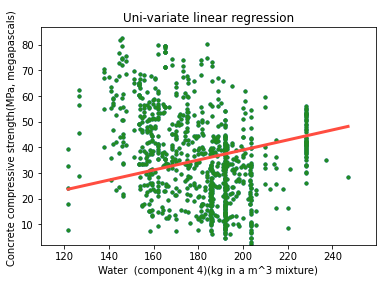 Uni-variate linear regression
Concrete compressive strength(MPa, megapascals)
80
70
60
50
40
30
20
10
120 140 160 180 200 220 240
Water  (component 4)(kg in a m^3 mixture)